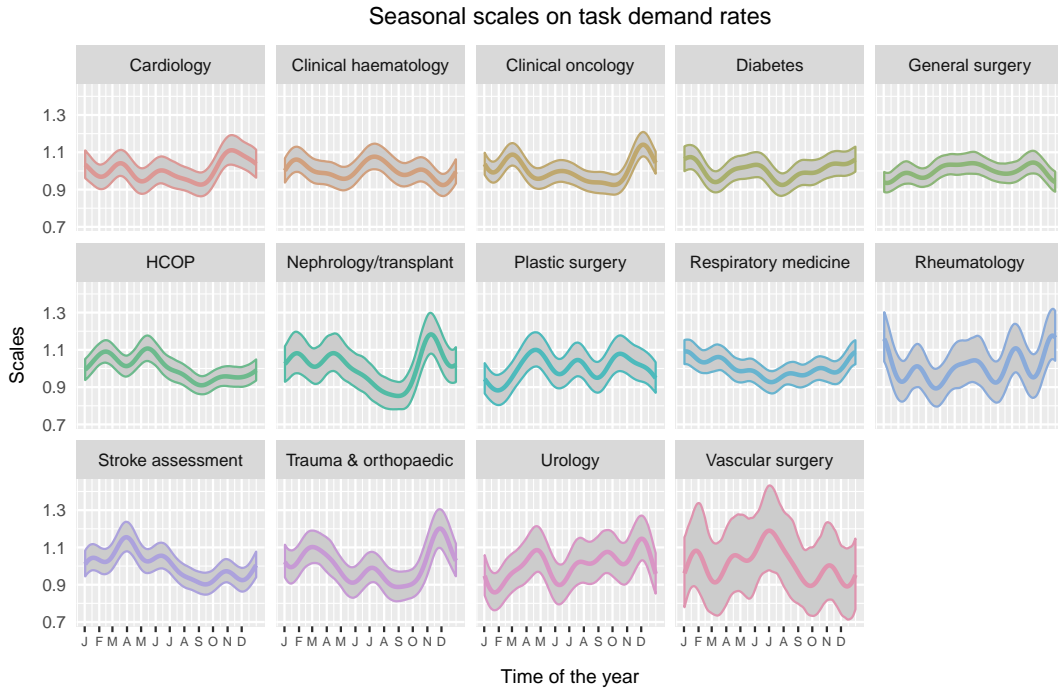 Seasonal scales on task demand rates
Cardiology Clinical haematology Clinical oncology Diabetes General surgery
1.3
1.1
0.9
0.7
HCOP Nephrology/transplant Plastic surgery Respiratory medicine Rheumatology
1.3
1.1
0.9
0.7
Scales
Stroke assessment Trauma & orthopaedic Urology Vascular surgery
1.3
1.1
0.9
0.7
J F M A M J J A S O N D J F M A M J J A S O N D J F M A M J J A S O N D J F M A M J J A S O N D
Time of the year